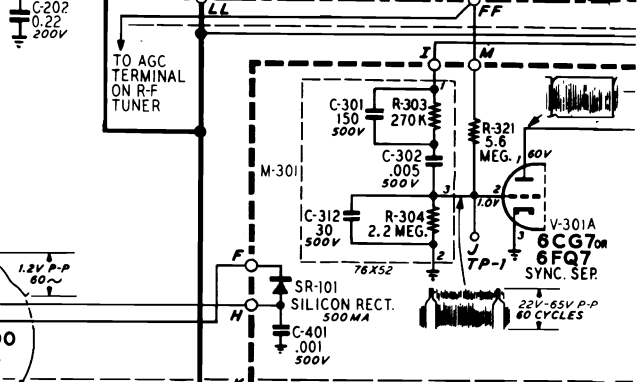 C-202
0.22
200V
LL
FF
TO AGC
TERMINAL
ON R-F
TUNER
I
M
1
C-301
150
500V
R-303
270K
R-321
5.6
MEG.
1
60V
C-302
.005
500V
M-301
3
2
1.0V
C-312
30
500V
R-304
2.2 MEG.
V-301A
3
J
TP-1
6CG7 OR
6FQ7
SYNC. SEP.
2
76X52
F
1.2V P-P
60~
SR-101
SILICON RECT.
500MA
H
22V-65V P-P
60 CYCLES
C-401
.001
500V